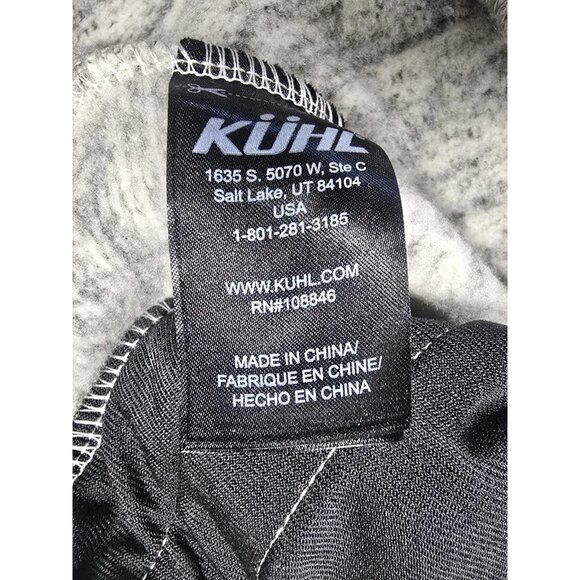 KÜHL
1635 S. 5070 W, Ste C
Salt Lake, UT 84104
USA
1-801-281-3185
WWW.KUHL.COM
RN#108846
MADE IN CHINA/
FABRIQUE EN CHINE/
HECHO EN CHINA